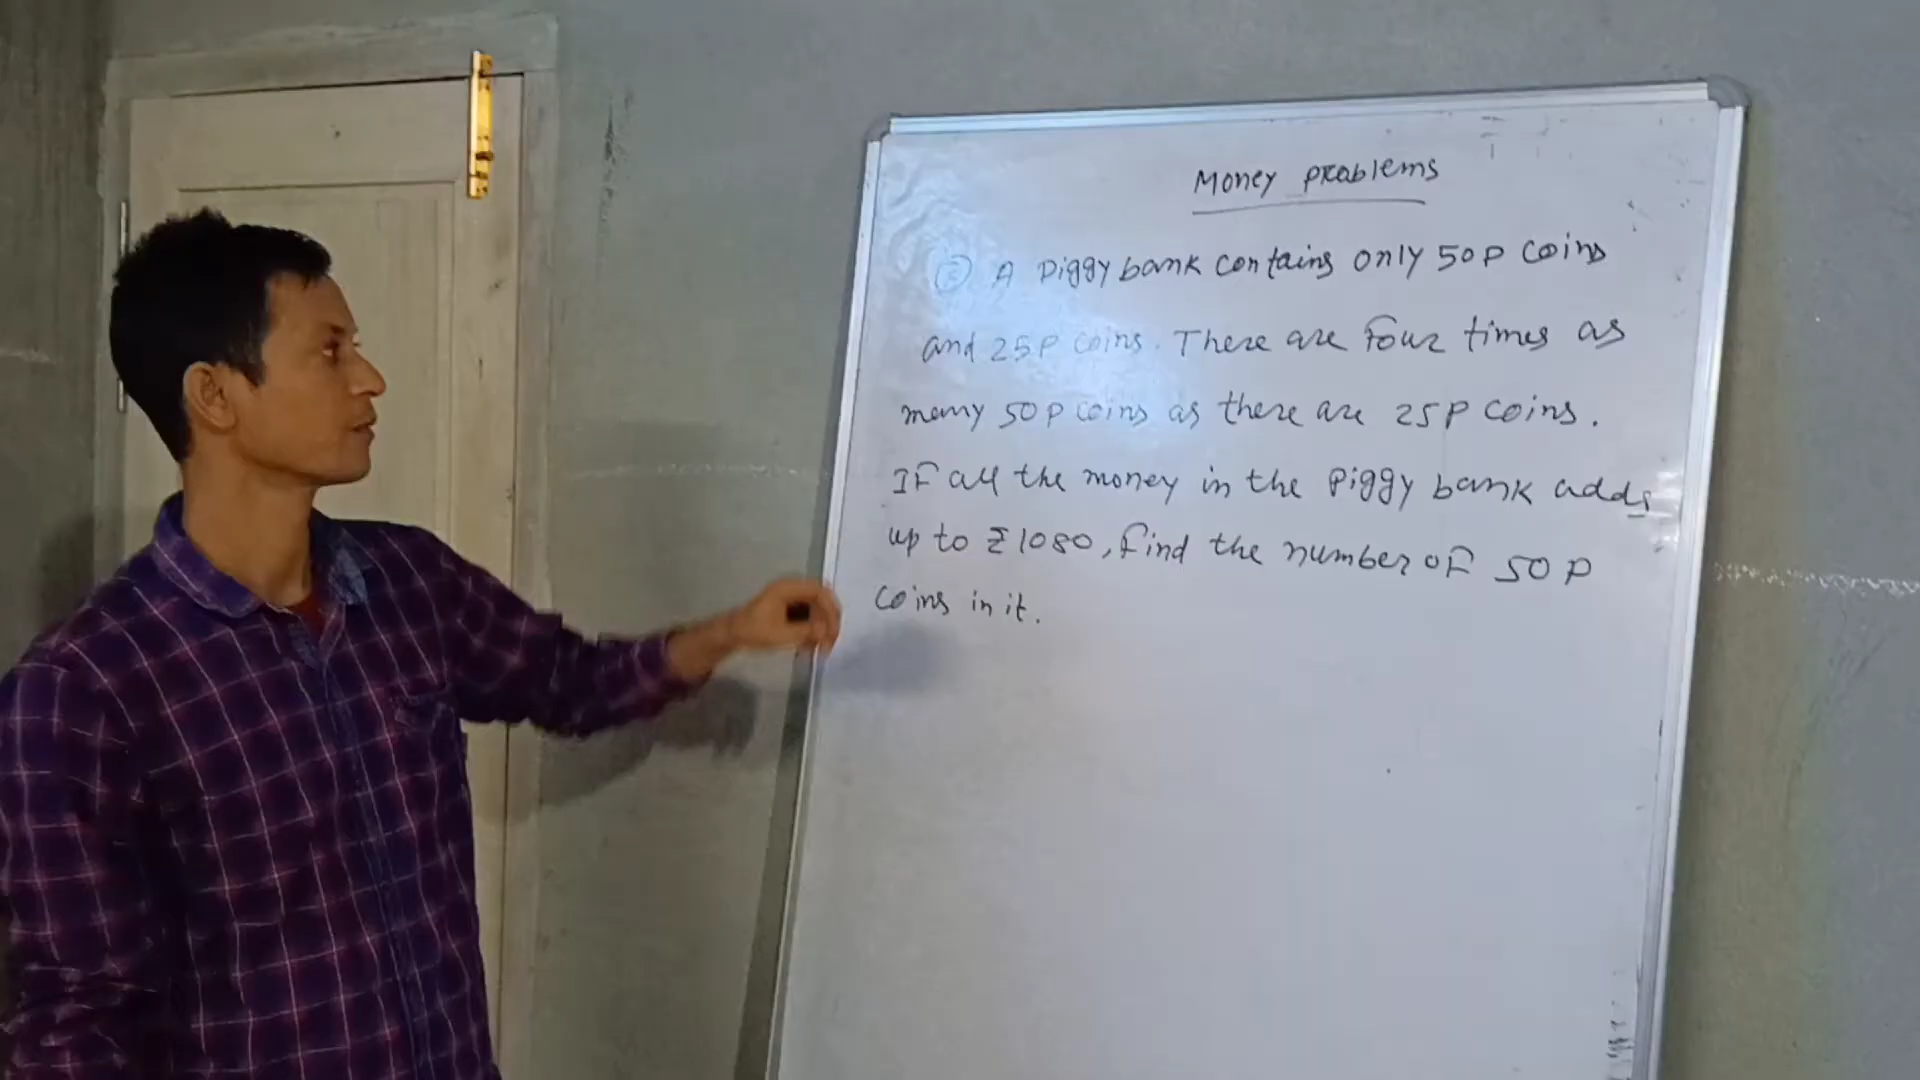 Money problems
A piggy bank contains only 50P coins
and 25P coins. There are four times as
many 50P coins as there are 25P coins.
If all the money in the piggy bank adds
up to ₹1080, find the number of 50P
coins in it.